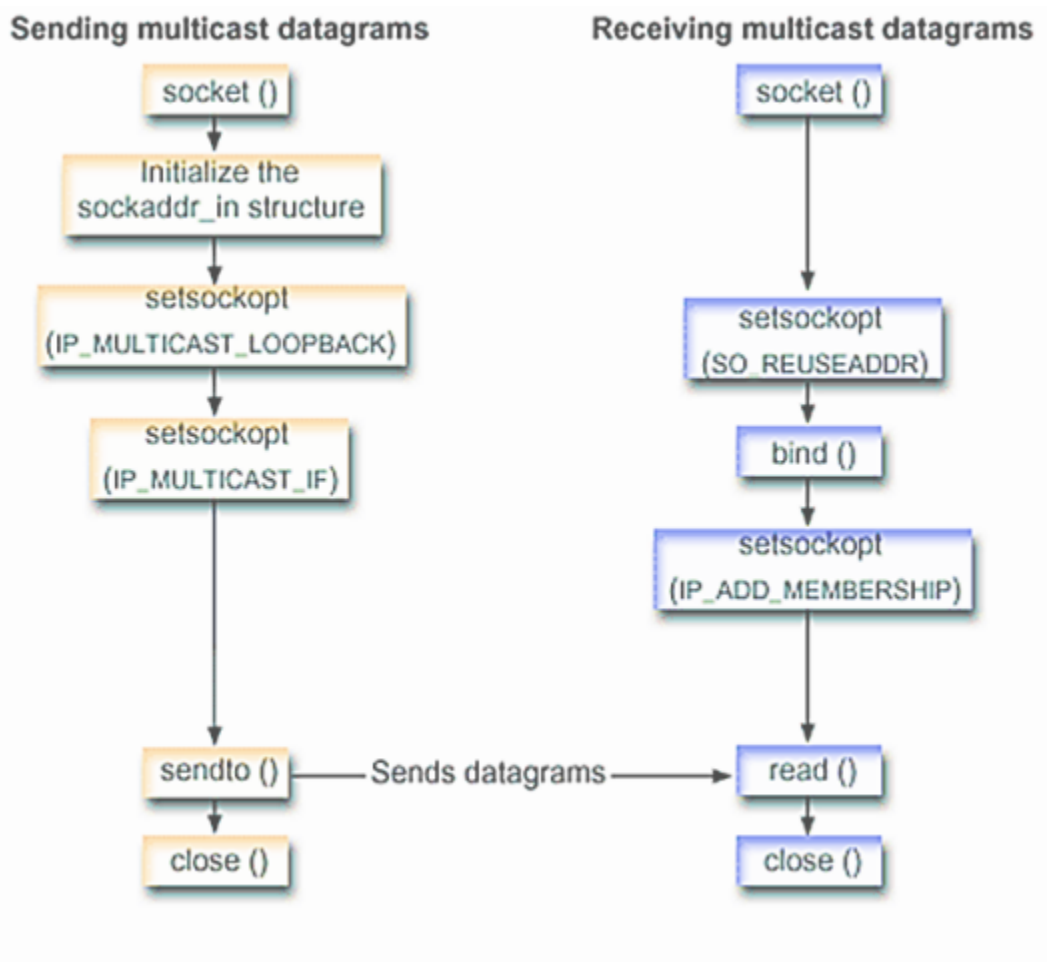 Sending multicast datagrams
socket ()
Initialize the
sockaddr_in structure
setsockopt
(IP_MULTICAST_LOOPBACK)
setsockopt
(IP_MULTICAST_IF)
sendto ()
close ()
Sends datagrams
Receiving multicast datagrams
socket ()
setsockopt
(SO_REUSEADDR)
bind ()
setsockopt
(IP_ADD_MEMBERSHIP)
read ()
close ()